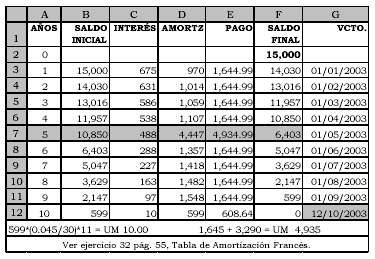 A B C D E F G
1 AÑOS SALDO INICIAL INTERÉS AMORTZ PAGO SALDO FINAL VCTO.
2 0 15,000
3 1 15,000 675 970 1,644.99 14,030 01/01/2003
4 2 14,030 631 1,014 1,644.99 13,016 01/02/2003
5 3 13,016 586 1,059 1,644.99 11,957 01/03/2003
6 4 11,957 538 1,107 1,644.99 10,850 01/04/2003
7 5 10,850 488 4,447 4,934.99 6,403 01/05/2003
8 6 6,403 288 1,357 1,644.99 5,047 01/06/2003
9 7 5,047 227 1,418 1,644.99 3,629 01/07/2003
10 8 3,629 163 1,482 1,644.99 2,147 01/08/2003
11 9 2,147 97 1,548 1,644.99 599 01/09/2003
12 10 599 10 599 608.64 0 12/10/2003
599*(0.045/30)*11 = UM 10.00 1,645 + 3,290 = UM 4,935
Ver ejercicio 32 pág. 55, Tabla de Amortización Francés.